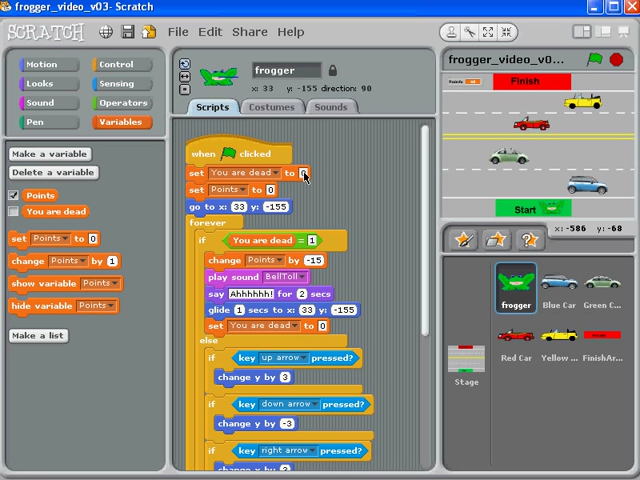 frogger_video_v03- Scratch
SCRATCH File Edit Share Help
Motion Control
Looks Sensing
Sound Operators
Pen Variables
Make a variable
Delete a variable
Points
You are dead
set Points to 0
change Points by 1
show variable Points
hide variable Points
Make a list
frogger
x: 33 y: -155 direction: 90
Scripts Costumes Sounds
when clicked
set You are dead to 0
set Points to 0
go to x: 33 y: -155
forever
if You are dead = 1
change Points by -15
play sound BellToll
say Ahhhhhh! for 2 secs
glide 1 secs to x: 33 y: -155
set You are dead to 0
else
if key up arrow pressed?
change y by 3
if key down arrow pressed?
change y by -3
if key right arrow pressed?
frogger_video_v0...
Points
Finish
Start
x: -586 y: -68
frogger Blue Car Green C...
Red Car Yellow ... FinishAr...
Stage